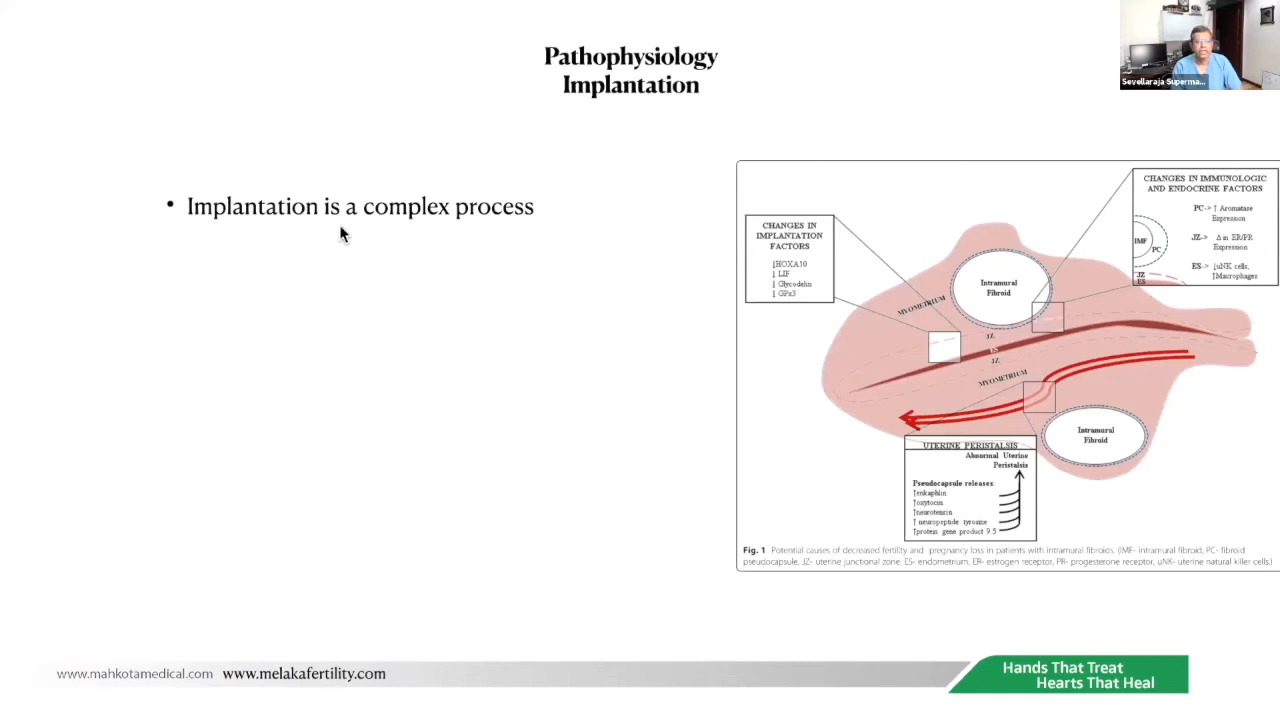 Pathophysiology
Implantation
Sevellaraja Superma...
• Implantation is a complex process
CHANGES IN
IMPLANTATION
FACTORS
↓HOXA10
↓ LIF
↓ Glycodelin
↓ GPx3
CHANGES IN IMMUNOLOGIC
AND ENDOCRINE FACTORS
PC-> ↑ Aromatase
Expression
JZ-> Δ in ER/PR
Expression
ES-> ↓uNK cells,
↑Macrophages
IMF
PC
JZ
ES
Intramural
Fibroid
MYOMETRIUM
JZ
ES
JZ
MYOMETRIUM
Intramural
Fibroid
UTERINE PERISTALSIS
Abnormal Uterine
Peristalsis
Pseudocapsule releases:
↑enkaphlin
↑oxytocin
↑neurotensin
↑ neuropeptide tyrosine
↑protein gene product 9.5
Fig. 1 Potential causes of decreased fertility and pregnancy loss in patients with intramural fibroids. (IMF- intramural fibroid, PC- fibroid
pseudocapsule, JZ- uterine junctional zone, ES- endometrium, ER- estrogen receptor, PR- progesterone receptor, uNK- uterine natural killer cells.)
www.mahkotamedical.com www.melakafertility.com
Hands That Treat
Hearts That Heal